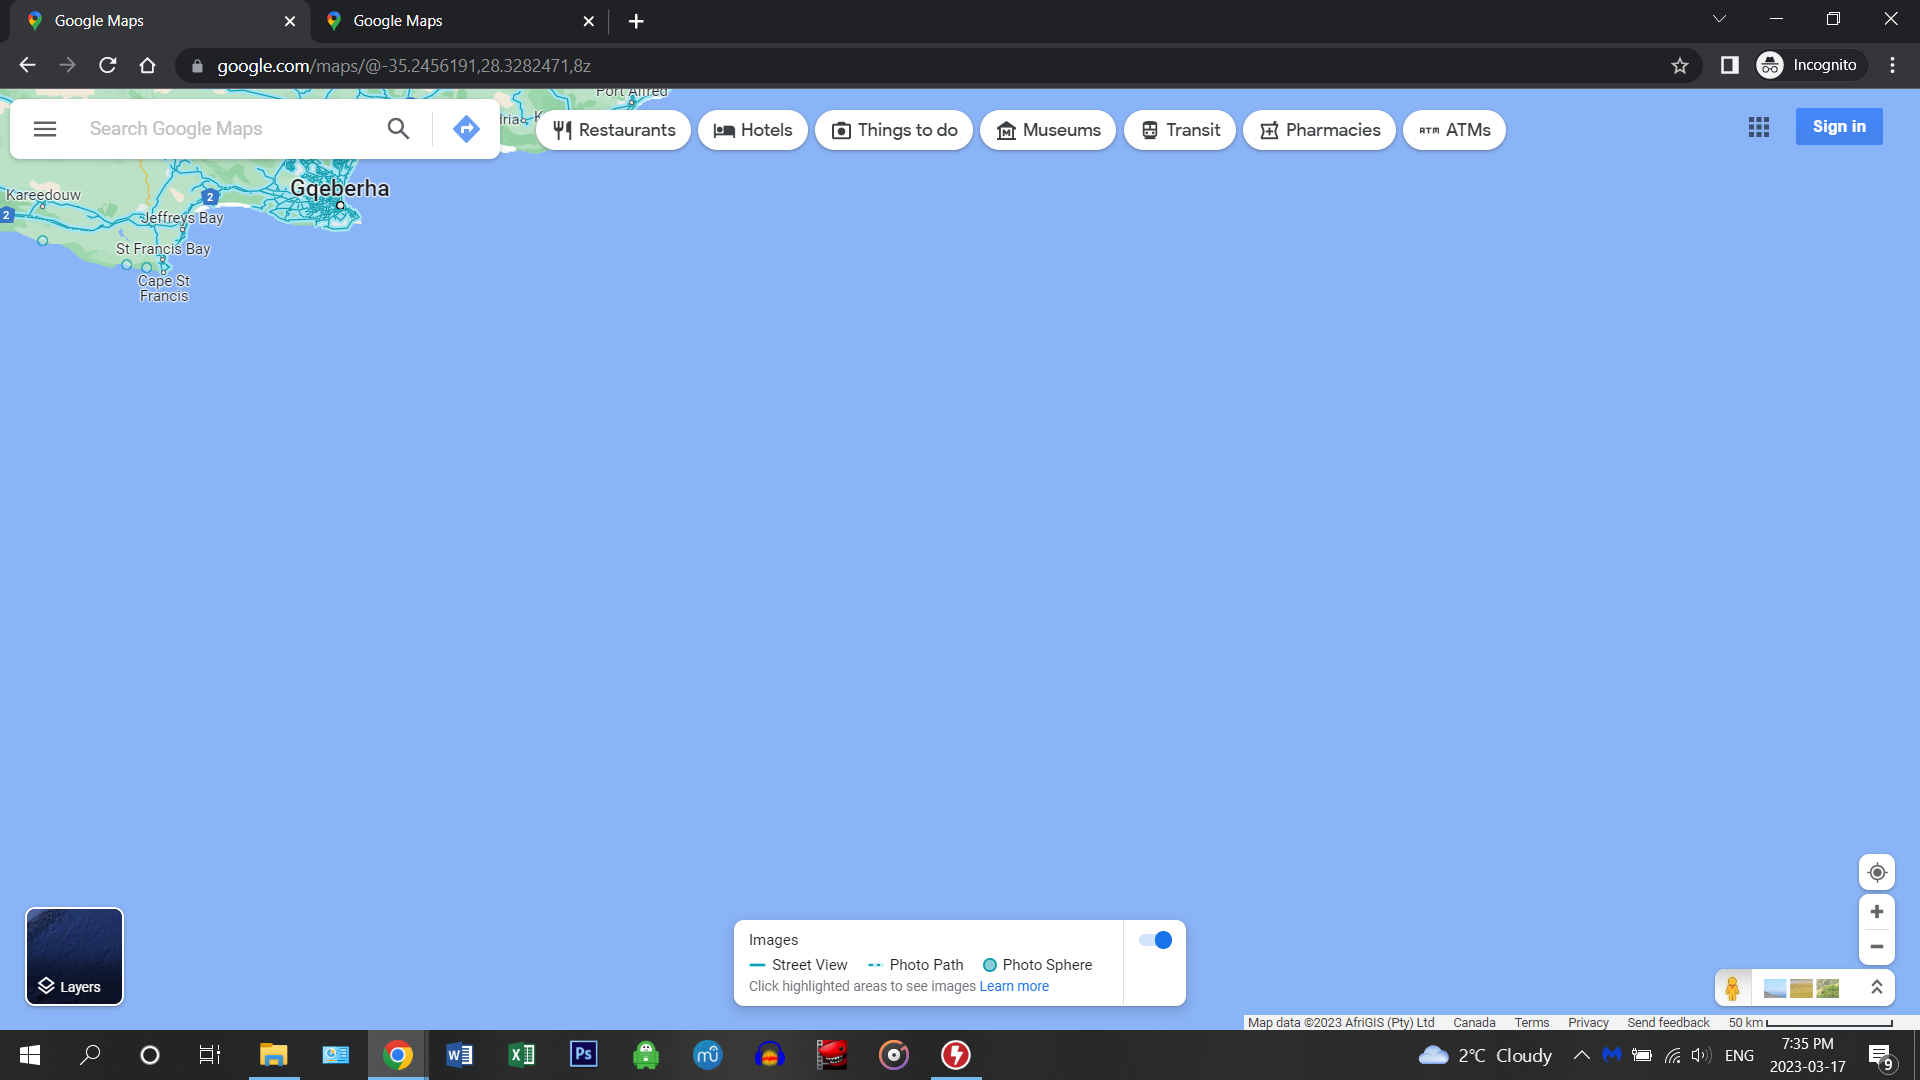 Google Maps
Google Maps
google.com/maps/@-35.2456191,28.3282471,8z
Incognito
Port Alfred
Search Google Maps
Restaurants
Hotels
Things to do
Museums
Transit
Pharmacies
ATM ATMs
Sign in
Kareedouw
2
2
Gqeberha
Jeffreys Bay
St Francis Bay
Cape St
Francis
Layers
Images
Street View
Photo Path
Photo Sphere
Click highlighted areas to see images Learn more
Map data ©2023 AfriGIS (Pty) Ltd
Canada
Terms
Privacy
Send feedback
50 km
Ps
2°C Cloudy
ENG
7:35 PM
2023-03-17
9